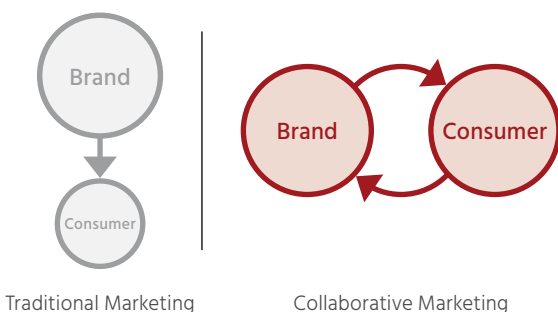 Brand
Consumer
Traditional Marketing
Brand
Consumer
Collaborative Marketing